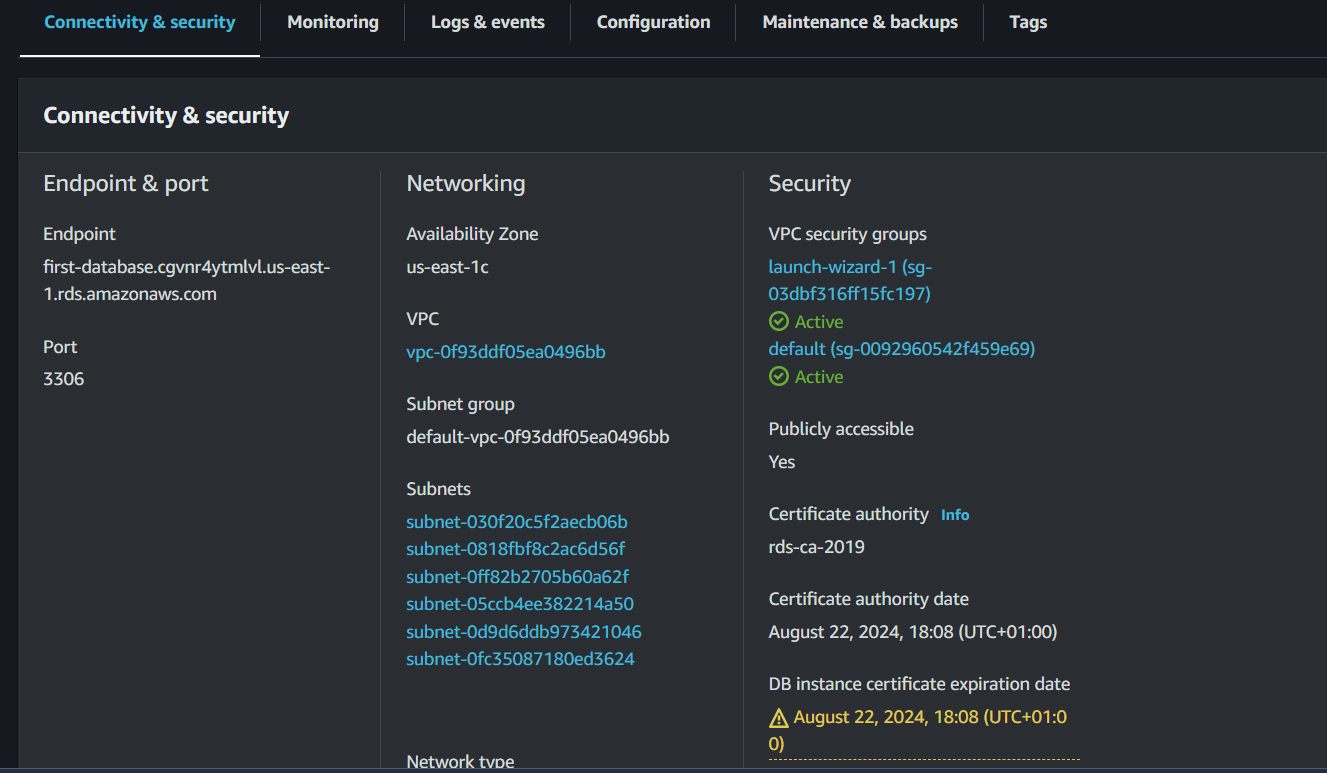 Connectivity & security
Monitoring
Logs & events
Configuration
Maintenance & backups
Tags
Connectivity & security
Endpoint & port
Endpoint
first-database.cgvnr4ytmlvl.us-east-
1.rds.amazonaws.com
Port
3306
Networking
Availability Zone
us-east-1c
VPC
vpc-0f93ddf05ea0496bb
Subnet group
default-vpc-0f93ddf05ea0496bb
Subnets
subnet-030f20c5f2aecb06b
subnet-0818fbf8c2ac6d56f
subnet-0ff82b2705b60a62f
subnet-05ccb4ee382214a50
subnet-0d9d6ddb973421046
subnet-0fc35087180ed3624
Network type
Security
VPC security groups
launch-wizard-1 (sg-
03dbf316ff15fc197)
Active
default (sg-0092960542f459e69)
Active
Publicly accessible
Yes
Certificate authority Info
rds-ca-2019
Certificate authority date
August 22, 2024, 18:08 (UTC+01:00)
DB instance certificate expiration date
August 22, 2024, 18:08 (UTC+01:0
0)